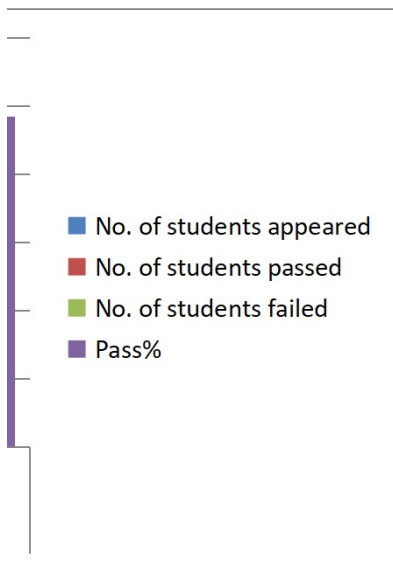 No. of students appeared
No. of students passed
No. of students failed
Pass%